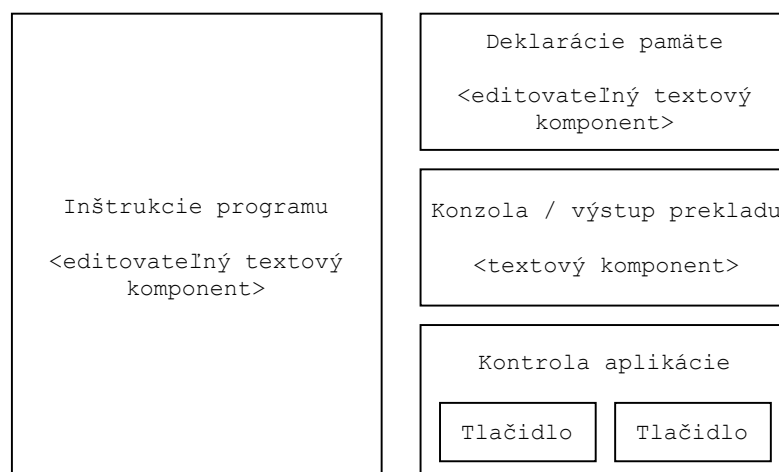 Inštrukcie programu
<editovateľný textový
komponent>
Deklarácie pamäte
<editovateľný textový
komponent>
Konzola / výstup prekladu
<textový komponent>
Kontrola aplikácie
Tlačidlo
Tlačidlo